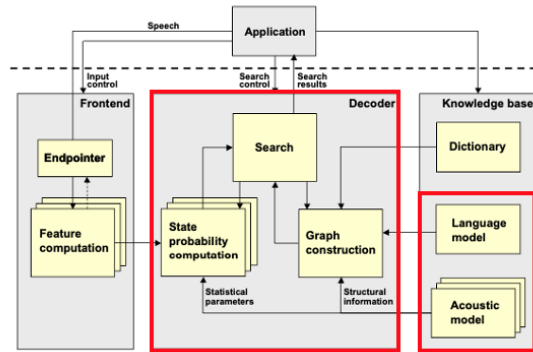 Speech
Application
Input
control
Search
control
Search
results
Frontend
Decoder
Knowledge base
Endpointer
Search
Dictionary
Feature
computation
State
probability
computation
Graph
construction
Language
model
Statistical
parameters
Structural
information
Acoustic
model